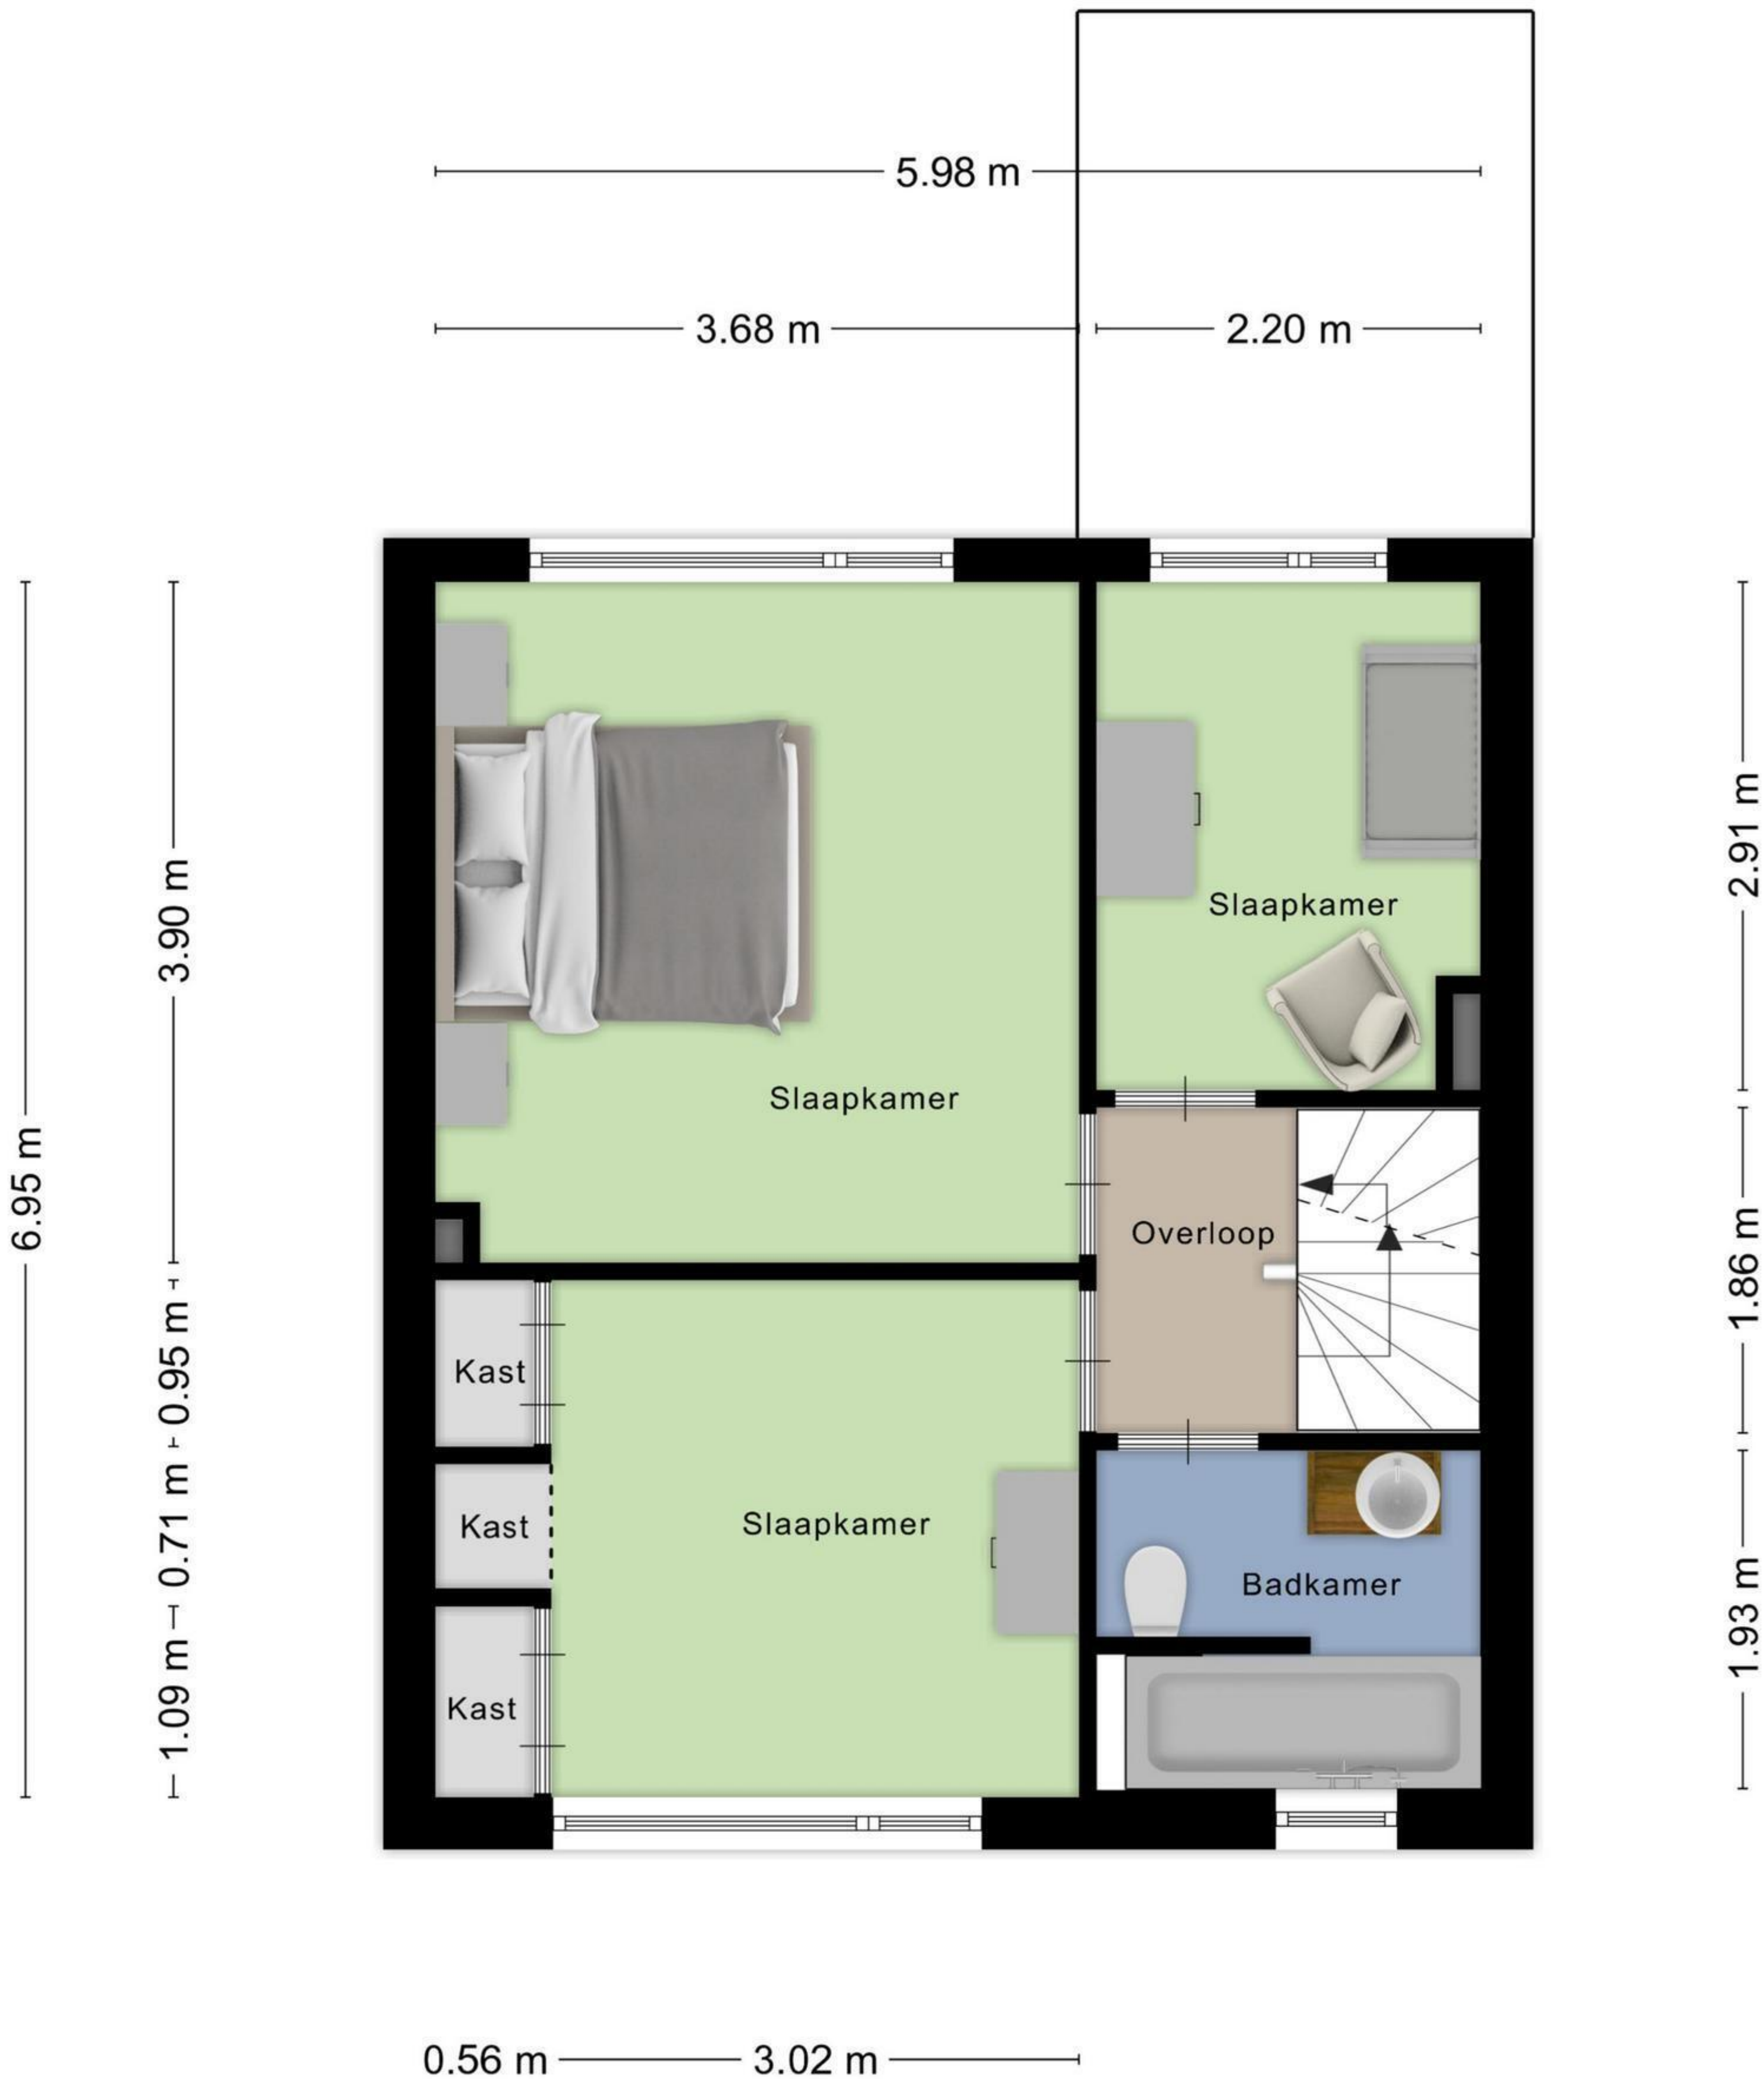 5.98 m
3.68 m
2.20 m
2.91 m
3.90 m
Slaapkamer
Slaapkamer
6.95 m
Overloop
1.86 m
0.95 m
Kast
0.71 m
Kast
Slaapkamer
Badkamer
1.93 m
1.09 m
Kast
0.56 m
3.02 m